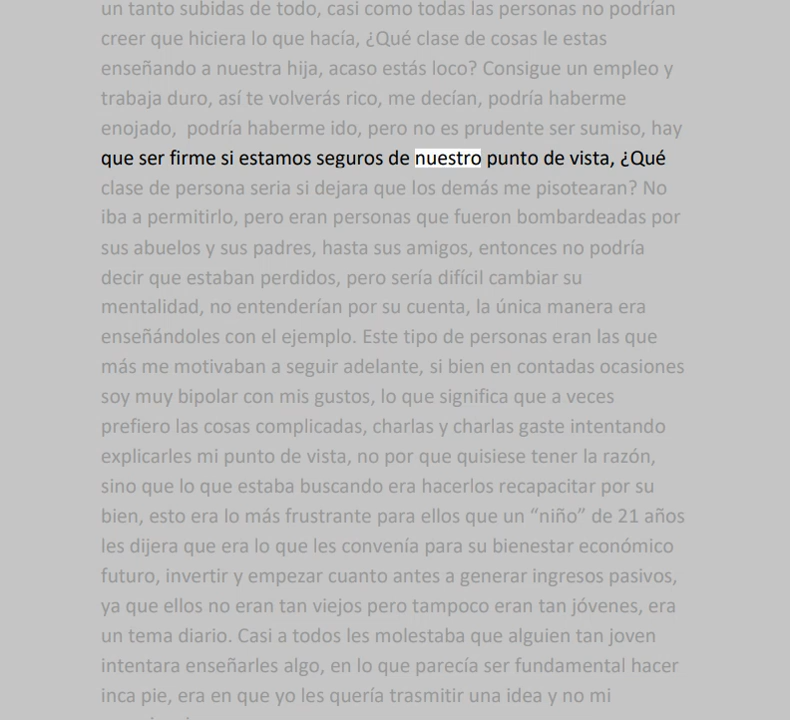 un tanto subidas de todo, casi como todas las personas no podrían
creer que hiciera lo que hacía, ¿Qué clase de cosas le estas
enseñando a nuestra hija, acaso estás loco? Consigue un empleo y
trabaja duro, así te volverás rico, me decían, podría haberme
enojado,  podría haberme ido, pero no es prudente ser sumiso, hay
que ser firme si estamos seguros de nuestro punto de vista, ¿Qué
clase de persona seria si dejara que los demás me pisotearan? No
iba a permitirlo, pero eran personas que fueron bombardeadas por
sus abuelos y sus padres, hasta sus amigos, entonces no podría
decir que estaban perdidos, pero sería difícil cambiar su
mentalidad, no entenderían por su cuenta, la única manera era
enseñándoles con el ejemplo. Este tipo de personas eran las que
más me motivaban a seguir adelante, si bien en contadas ocasiones
soy muy bipolar con mis gustos, lo que significa que a veces
prefiero las cosas complicadas, charlas y charlas gaste intentando
explicarles mi punto de vista, no por que quisiese tener la razón,
sino que lo que estaba buscando era hacerlos recapacitar por su
bien, esto era lo más frustrante para ellos que un “niño” de 21 años
les dijera que era lo que les convenía para su bienestar económico
futuro, invertir y empezar cuanto antes a generar ingresos pasivos,
ya que ellos no eran tan viejos pero tampoco eran tan jóvenes, era
un tema diario. Casi a todos les molestaba que alguien tan joven
intentara enseñarles algo, en lo que parecía ser fundamental hacer
inca pie, era en que yo les quería trasmitir una idea y no mi